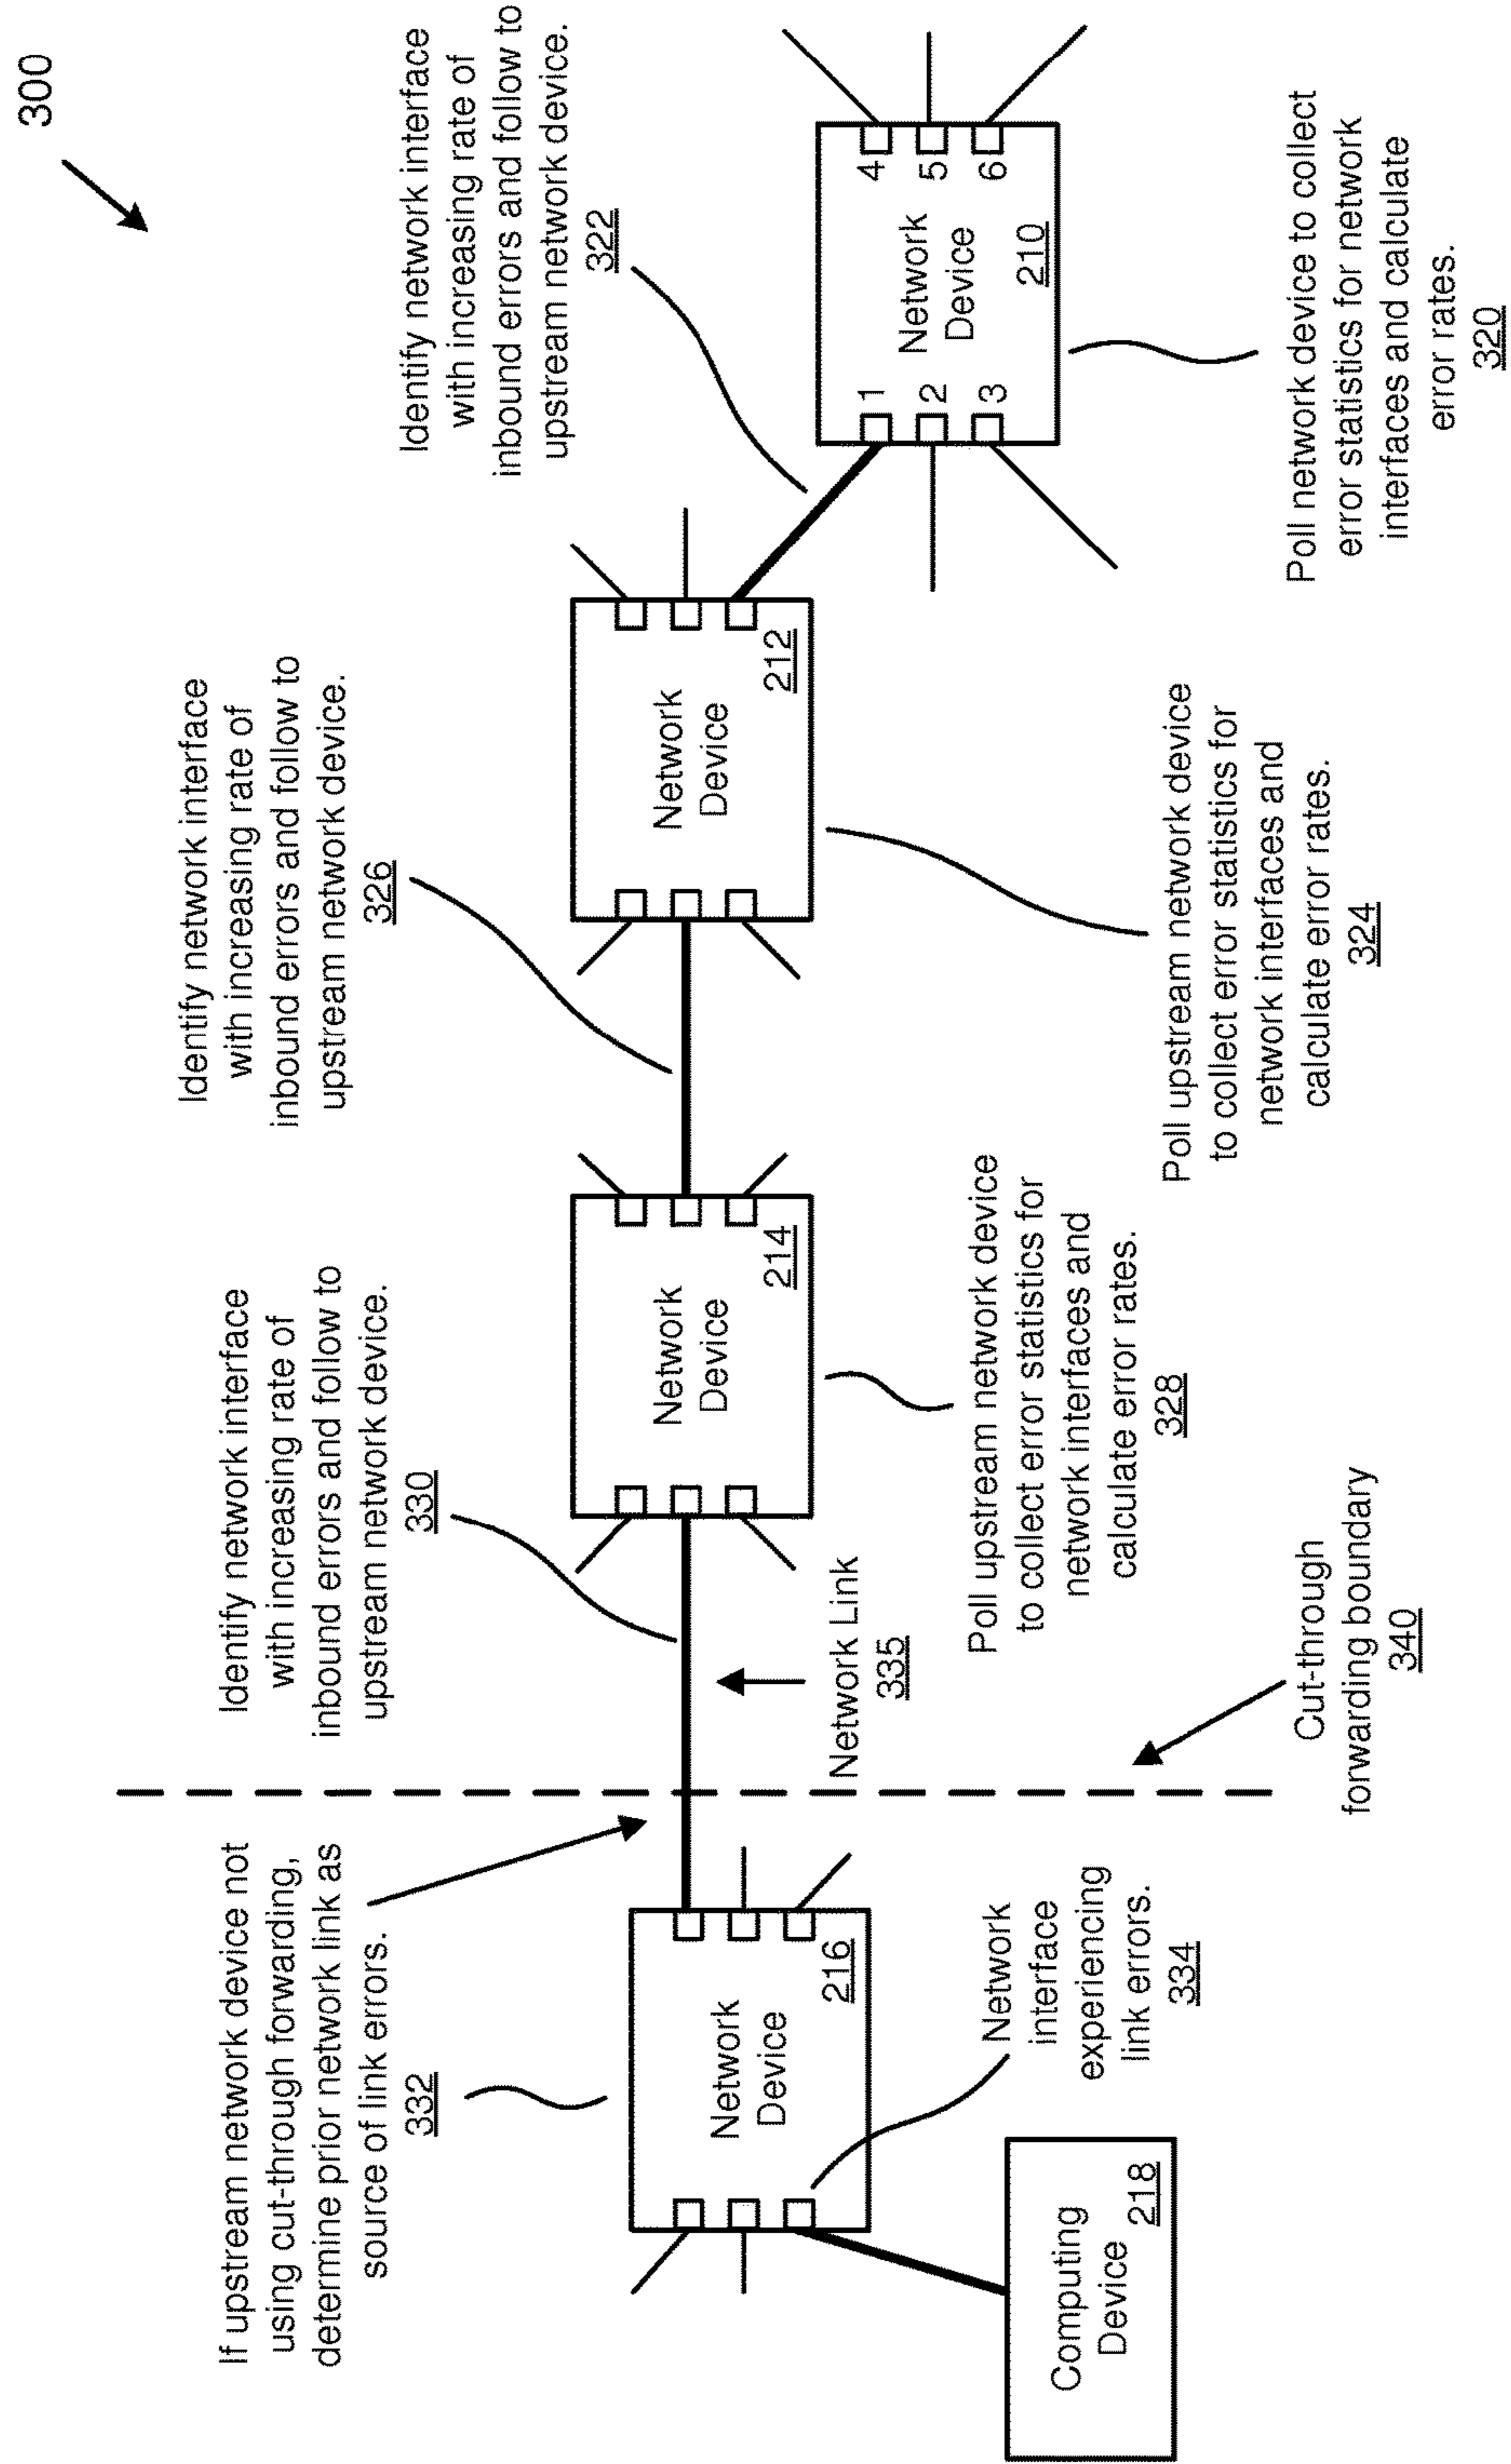 300
If upstream network device not
using cut-through forwarding,
determine prior network link as
source of link errors.
332
Identify network interface
with increasing rate of
inbound errors and follow to
upstream network device.
330
Identify network interface
with increasing rate of
inbound errors and follow to
upstream network device.
326
Identify network interface
with increasing rate of
inbound errors and follow to
upstream network device.
322
Network
Device
216
Network
Device
214
Network
Device
212
1
2
3
Network
Device
210
4
5
6
Computing
Device
218
Network
interface
experiencing
link errors.
334
Network Link
335
Cut-through
forwarding boundary
340
Poll upstream network device
to collect error statistics for
network interfaces and
calculate error rates.
328
Poll upstream network device
to collect error statistics for
network interfaces and
calculate error rates.
324
Poll network device to collect
error statistics for network
interfaces and calculate
error rates.
320